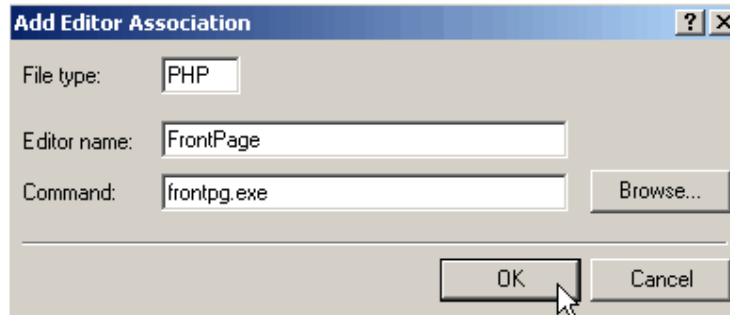 Add Editor Association
File type: PHP
Editor name: FrontPage
Command: frontpg.exe Browse...
OK Cancel